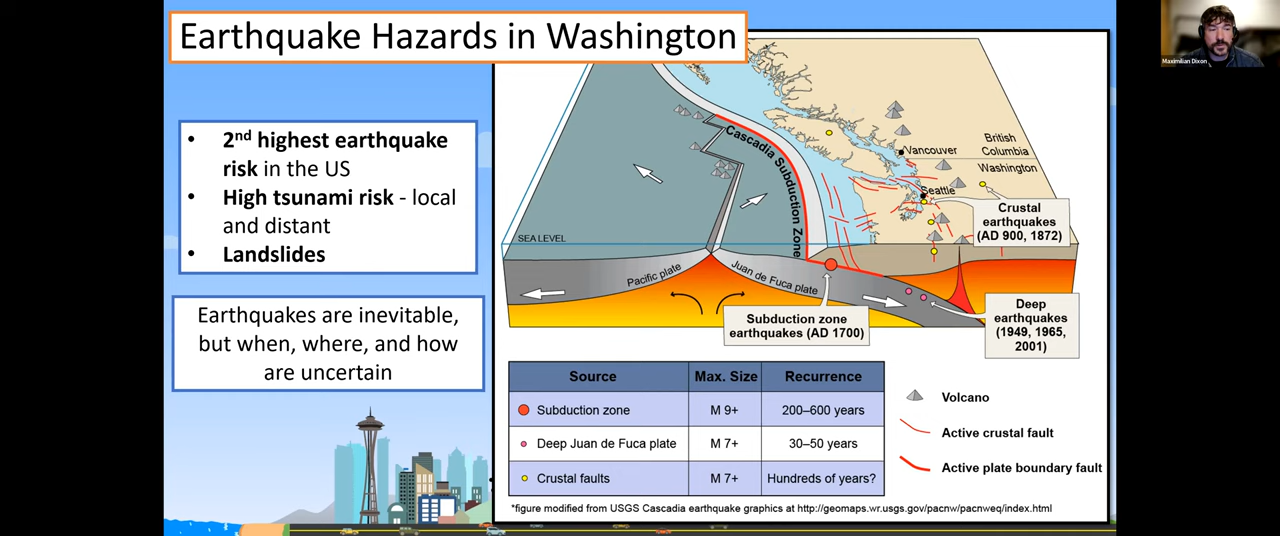 Earthquake Hazards in Washington
Maximilian Dixon
• 2nd highest earthquake
risk in the US
• High tsunami risk - local
and distant
• Landslides
Earthquakes are inevitable,
but when, where, and how
are uncertain
Cascadia Subduction Zone
Vancouver
British
Columbia
Washington
Seattle
SEA LEVEL
Crustal
earthquakes
(AD 900, 1872)
Pacific plate
Juan de Fuca plate
Subduction zone
earthquakes (AD 1700)
Deep
earthquakes
(1949, 1965,
2001)
Source Max. Size Recurrence
Subduction zone M 9+ 200–600 years
Deep Juan de Fuca plate M 7+ 30–50 years
Crustal faults M 7+ Hundreds of years?
Volcano
Active crustal fault
Active plate boundary fault
*figure modified from USGS Cascadia earthquake graphics at http://geomaps.wr.usgs.gov/pacnw/pacnweq/index.html